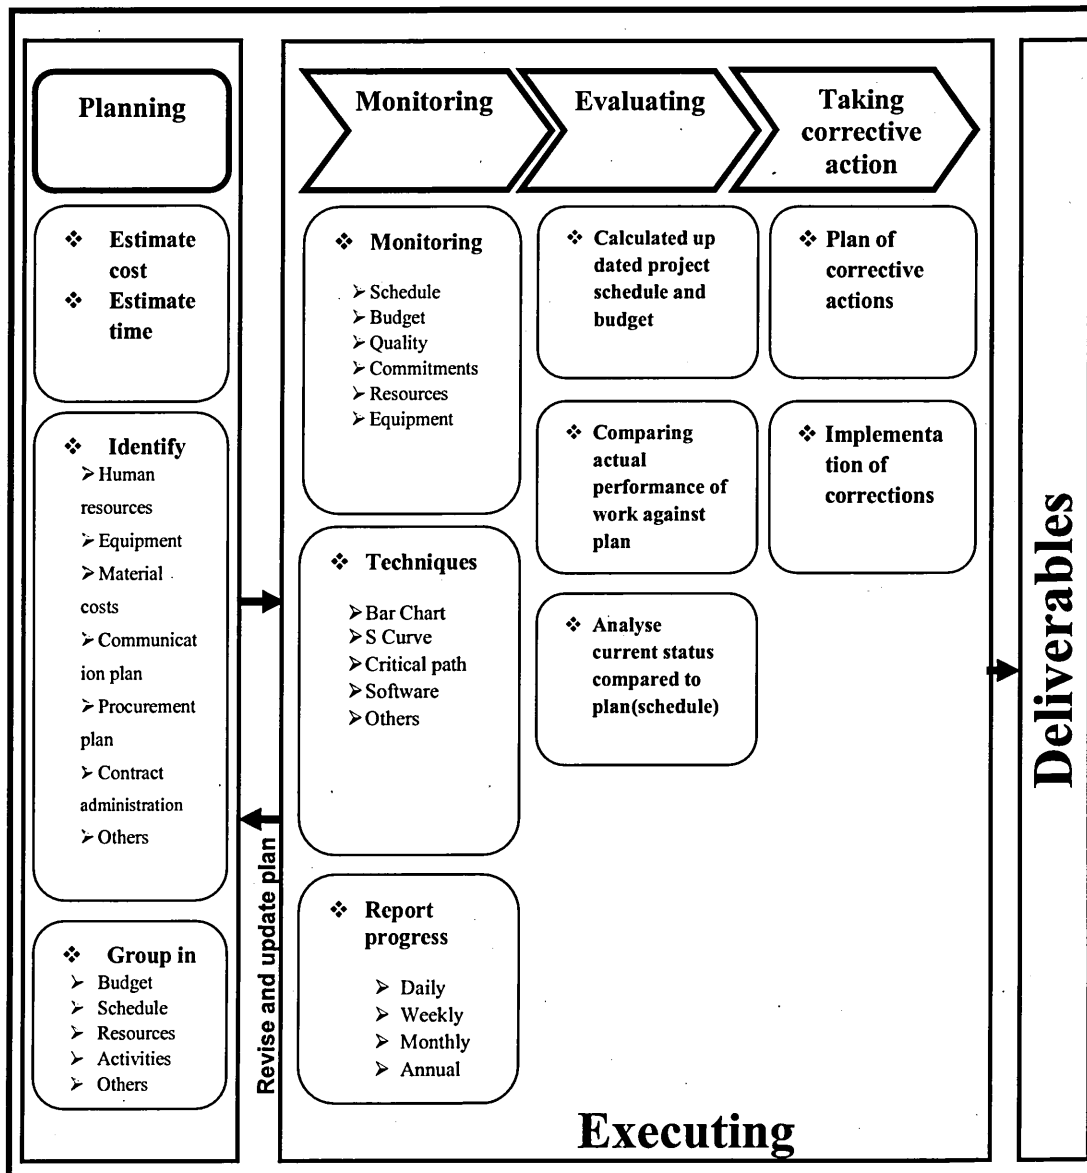 Planning
❖ Estimate
cost
❖ Estimate
time
❖ Identify
➢ Human
resources
➢ Equipment
➢ Material
costs
➢ Communicat
ion plan
➢ Procurement
plan
➢ Contract
administration
➢ Others
❖ Group in
➢ Budget
➢ Schedule
➢ Resources
➢ Activities
➢ Others
Revise and update plan
Monitoring
❖ Monitoring
➢ Schedule
➢ Budget
➢ Quality
➢ Commitments
➢ Resources
➢ Equipment
❖ Techniques
➢ Bar Chart
➢ S Curve
➢ Critical path
➢ Software
➢ Others
❖ Report
progress
➢ Daily
➢ Weekly
➢ Monthly
➢ Annual
Evaluating
❖ Calculated up
dated project
schedule and
budget
❖ Comparing
actual
performance of
work against
plan
❖ Analyse
current status
compared to
plan(schedule)
Taking
corrective
action
❖ Plan of
corrective
actions
❖ Implementa
tion of
corrections
Executing
Deliverables